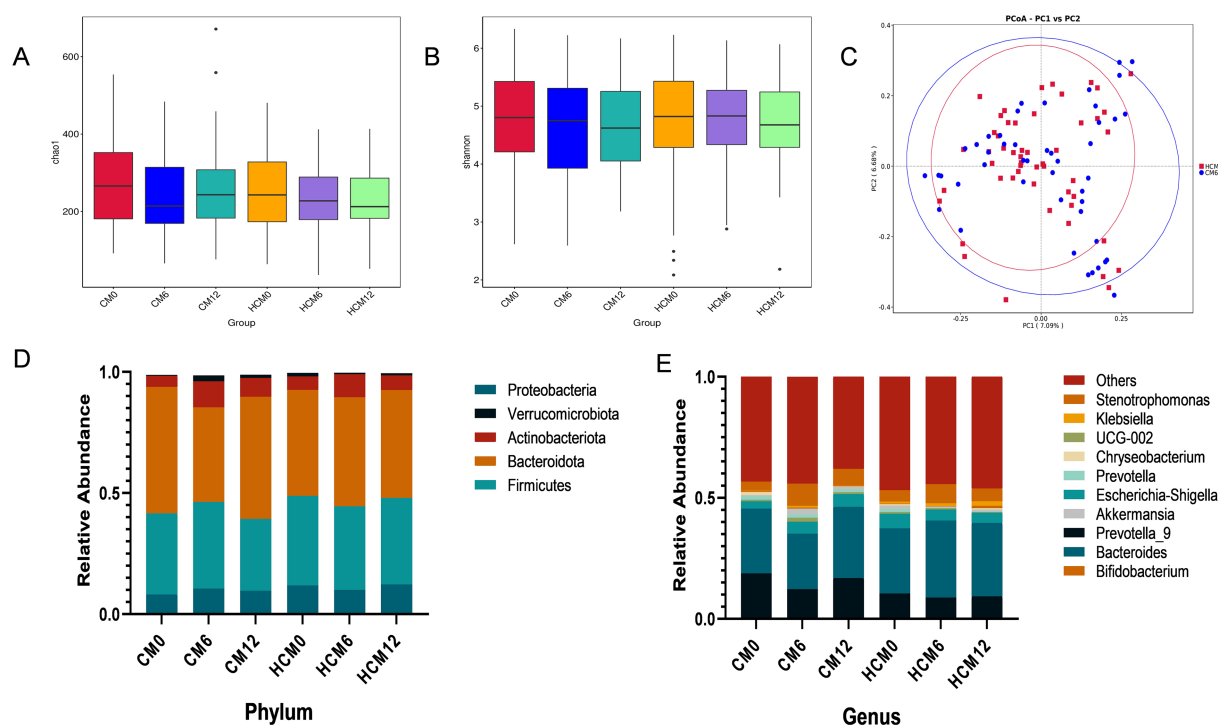 A
600
400
200
chao1
CM0
CM6
CM12
HCM0
HCM6
HCM12
Group
B
6
5
4
3
2
shannon
CM0
CM6
CM12
HCM0
HCM6
HCM12
Group
C
PCoA - PC1 vs PC2
0.4
0.2
0.0
-0.2
-0.4
PC2 ( 6.68%)
-0.25
0.00
0.25
PC1 ( 7.09%)
HCM
CM6
D
1.0
0.5
0.0
Relative Abundance
CM0
CM6
CM12
HCM0
HCM6
HCM12
Phylum
Proteobacteria
Verrucomicrobiota
Actinobacteriota
Bacteroidota
Firmicutes
E
1.0
0.5
0.0
Relative Abundance
CM0
CM6
CM12
HCM0
HCM6
HCM12
Genus
Others
Stenotrophomonas
Klebsiella
UCG-002
Chryseobacterium
Prevotella
Escherichia-Shigella
Akkermansia
Prevotella_9
Bacteroides
Bifidobacterium